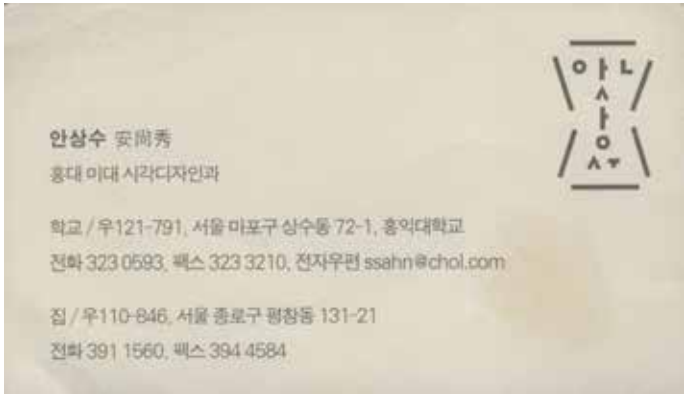 안상수
安尙秀 안상수
홍대 미대 시각디자인과
학교 / 우121-791, 서울 마포구 상수동 72-1, 홍익대학교
전화 323 0593, 팩스 323 3210, 전자우편 ssahn@chol.com
집 / 우110-846, 서울 종로구 평창동 131-21
전화 391 1560, 팩스 394 4584